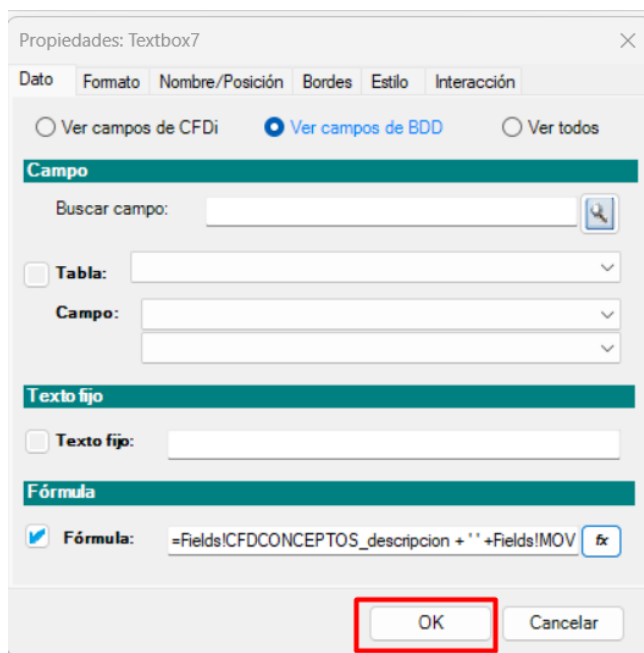 Propiedades: Textbox7
Dato Formato Nombre/Posición Bordes Estilo Interacción
Ver campos de CFDi Ver campos de BDD Ver todos
Campo
Buscar campo:
Tabla:
Campo:
Texto fijo
Texto fijo:
Fórmula
Fórmula: =Fields!CFDCONCEPTOS_descripcion + ' ' +Fields!MOV fx
OK Cancelar